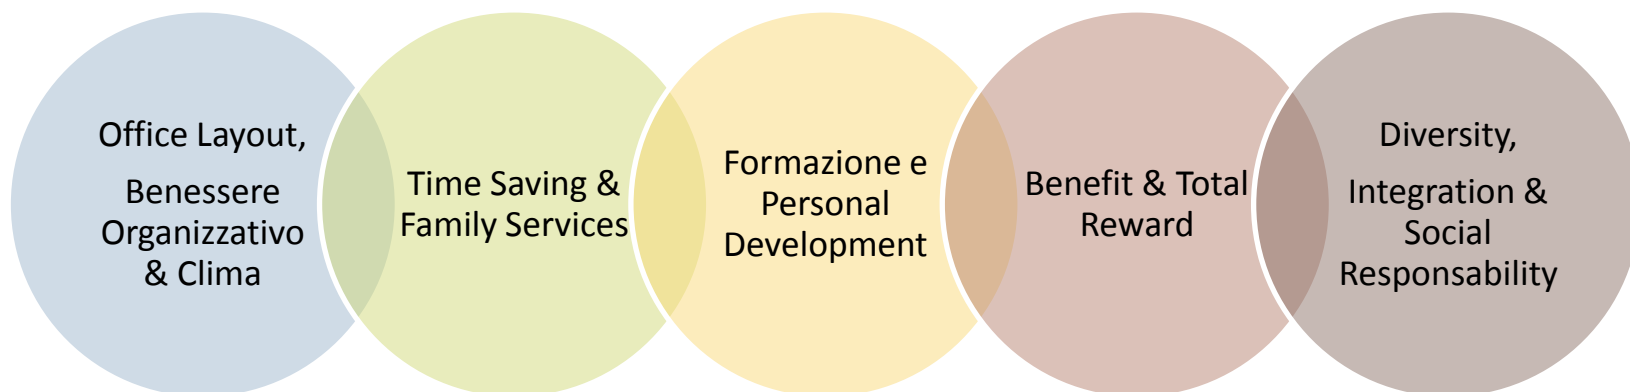 Office Layout,
Benessere
Organizzativo
& Clima
Time Saving &
Family Services
Formazione e
Personal
Development
Benefit & Total
Reward
Diversity,
Integration &
Social
Responsability